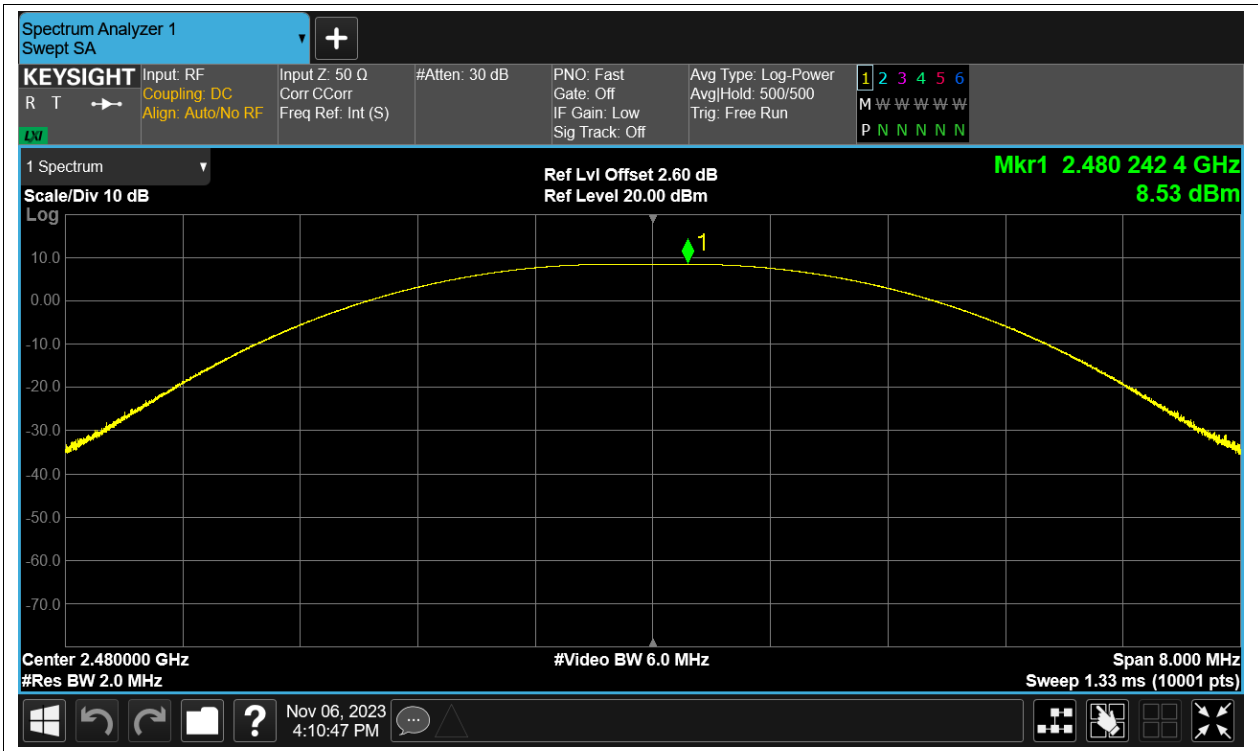 Spectrum Analyzer 1
Swept SA
KEYSIGHT
R T
LXI
Input: RF
Coupling: DC
Align: Auto/No RF
Input Z: 50 Ω
Corr CCorr
Freq Ref: Int (S)
#Atten: 30 dB
PNO: Fast
Gate: Off
IF Gain: Low
Sig Track: Off
Avg Type: Log-Power
Avg|Hold: 500/500
Trig: Free Run
1 2 3 4 5 6
M W W W W W
P N N N N N
1 Spectrum
Scale/Div 10 dB
Log
Ref Lvl Offset 2.60 dB
Ref Level 20.00 dBm
Mkr1 2.480 242 4 GHz
8.53 dBm
1
10.0
0.00
-10.0
-20.0
-30.0
-40.0
-50.0
-60.0
-70.0
Center 2.480000 GHz
#Res BW 2.0 MHz
#Video BW 6.0 MHz
Span 8.000 MHz
Sweep 1.33 ms (10001 pts)
?
Nov 06, 2023
4:10:47 PM